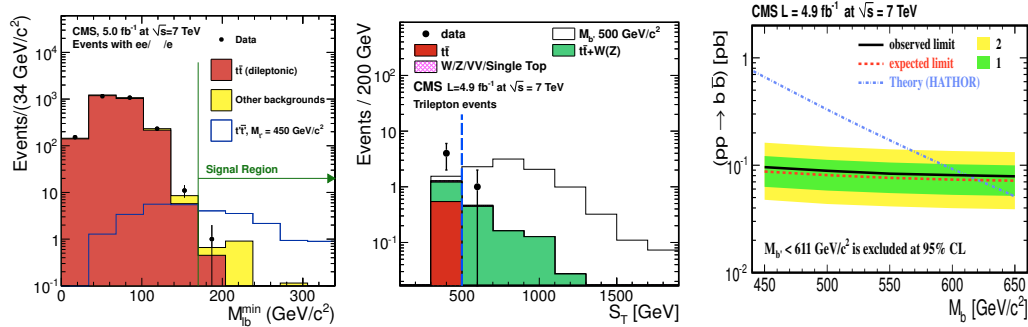 CMS, 5.0 fb⁻¹ at √s=7 TeV
Events with ee/ / /e
Data
tt̄ (dileptonic)
Other backgrounds
t't̄', M_t' = 450 GeV/c²
Signal Region
Events/(34 GeV/c²)
10⁴
10³
10²
10
1
10⁻¹
0 100 200 300
M_lb^min (GeV/c²)
data
tt̄
W/Z/VV/Single Top
M_b' 500 GeV/c²
tt̄+W(Z)
CMS L=4.9 fb⁻¹ at √s = 7 TeV
Trilepton events
Events / 200 GeV
10²
10
1
10⁻¹
500 1000 1500
S_T [GeV]
CMS L = 4.9 fb⁻¹ at √s = 7 TeV
observed limit
expected limit
Theory (HATHOR)
2
1
(pp → b b̄) [pb]
1
10⁻¹
10⁻²
M_b' < 611 GeV/c² is excluded at 95% CL
450 500 550 600 650
M_b [GeV/c²]